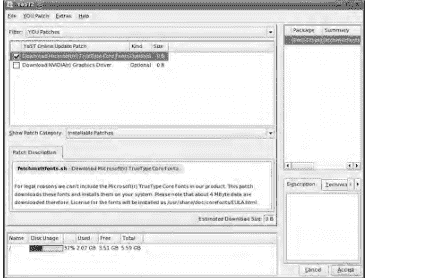 YaST2
File YOU Patch Extras Help
Filter: YOU Patches
YaST Online Update Patch Kind Size
Download Microsoft(r) TrueType Core Fonts Optional 0 B
Download NVIDIA(r) Graphics Driver Optional 0 B
Package Summary
Show Patch Category: Installable Patches
Patch Description
fetchmsttfonts.sh - Download Microsoft(r) TrueType Core Fonts
For legal reasons we can't include the Microsoft(r) TrueType Core Fonts in our product. This patch
downloads these fonts and installs them on your system. Please note that about 4 MByte data are
downloaded therefore. License for the fonts will be installed as /usr/share/doc/corefonts/EULA.html.
Description Technical
Estimated Download Size: 0 B
Name Disk Usage Used Free Total
/ 37% 2.07 GB 3.51 GB 5.59 GB
Cancel Accept